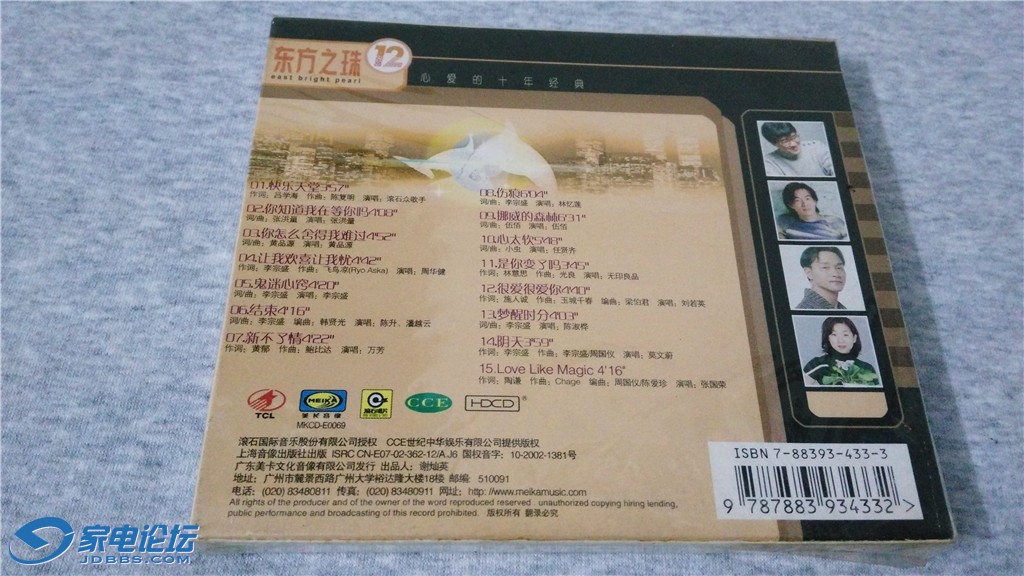 东方之珠 12
east bright pearl
心爱的十年经典
01.快乐天堂3'57"
作词：吕学海 作曲：陈复明 演唱：滚石众歌手
02.你知道我在等你吗4'08"
词/曲：张洪量 演唱：张洪量
03.你怎么舍得我难过4'52"
词/曲：黄品源 演唱：黄品源
04.让我欢喜让我忧4'42"
作词：李宗盛 作曲：飞鸟凉(Ryo Aska) 演唱：周华健
05.鬼迷心窍4'20"
词/曲：李宗盛 演唱：李宗盛
06.结束4'16"
词/曲：李宗盛 编曲：韩贤光 演唱：陈升、潘越云
07.新不了情4'22"
作词：黄郁 作曲：鲍比达 演唱：万芳
08.伤痕6'04"
词/曲：李宗盛 演唱：林忆莲
09.挪威的森林6'31"
词/曲：伍佰 演唱：伍佰
10.心太软5'48"
词/曲：小虫 演唱：任贤齐
11.是你变了吗3'45"
作词：林慧思 作曲：光良 演唱：无印良品
12.很爱很爱你4'40"
作词：施人诚 作曲：玉城千春 编曲：梁伯君 演唱：刘若英
13.梦醒时分4'03"
词/曲：李宗盛 演唱：陈淑桦
14.阴天3'59"
作词：李宗盛 作曲：李宗盛/周国仪 演唱：莫文蔚
15.Love Like Magic 4'16"
作词：陶谦 作曲：Chage 编曲：周国仪/陈爱珍 演唱：张国荣
TCL
MEIKA
美卡音像
MKCD-E0069
滚石唱片
CCE
HDCD
滚石国际音乐股份有限公司授权 CCE世纪中华娱乐有限公司提供版权
上海音像出版社出版 ISRC CN-E07-02-362-12/A.J6 国权音字：10-2002-1381号
广东美卡文化音像有限公司发行 出品人：谢灿英
地址：广州市麓景西路广州大学裕达隆大楼18楼 邮编：510091
电话：(020) 83480811 传真：(020) 83480911 网址：http://www.meikamusic.com
All rights of the producer and of the owner of the word reproduced reserved . unauthorized copying hiring lending,
public performance and broadcasting of this record prohibited. 版权所有 翻录必究
ISBN 7-88393-433-3
9 787883 934332 >
家电论坛
JDBBS.COM